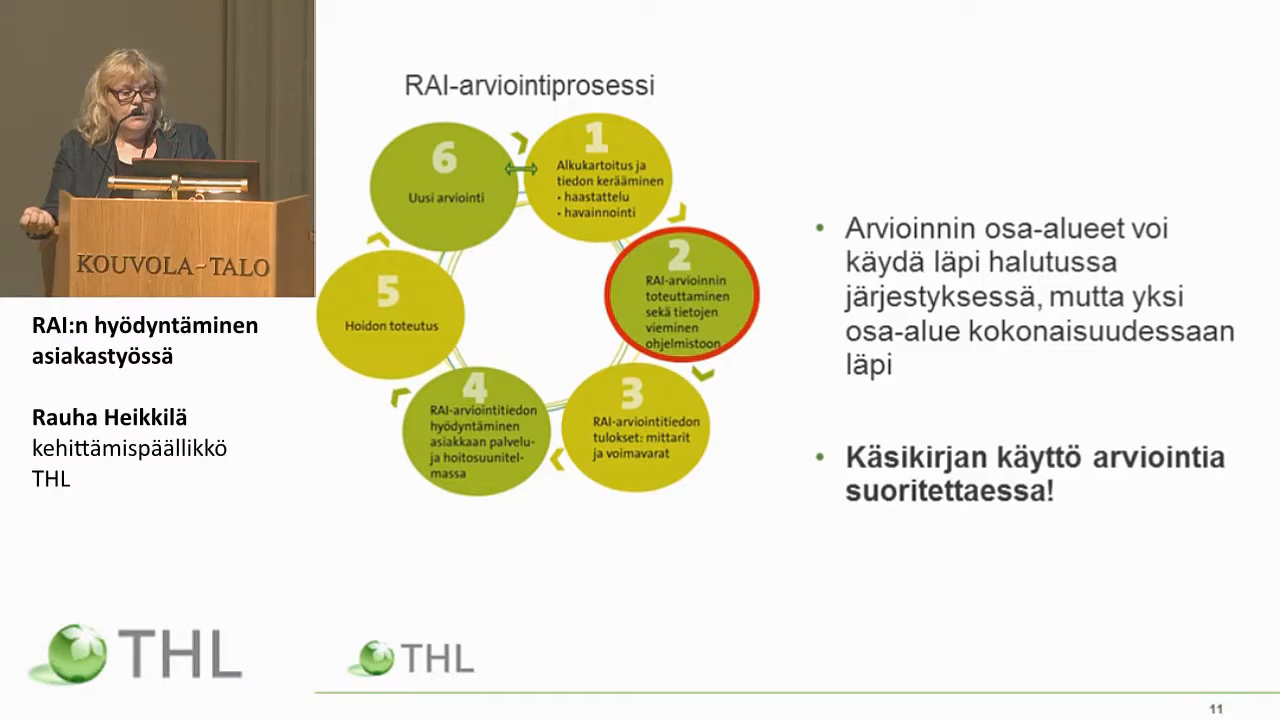 KOUVOLA-TALO
RAI:n hyödyntäminen
asiakastyössä
Rauha Heikkilä
kehittämispäällikkö
THL
THL
RAI-arviointiprosessi
1
Alkukartoitus ja
tiedon kerääminen
• haastattelu
• havainnointi
2
RAI-arvioinnin
toteuttaminen
sekä tietojen
vieminen
ohjelmistoon
3
RAI-arviointitiedon
tulokset: mittarit
ja voimavarat
4
RAI-arviointitiedon
hyödyntäminen
asiakkaan palvelu-
ja hoitosuunitel-
massa
5
Hoidon toteutus
6
Uusi arviointi
• Arvioinnin osa-alueet voi
käydä läpi halutussa
järjestyksessä, mutta yksi
osa-alue kokonaisuudessaan
läpi
• Käsikirjan käyttö arviointia
suoritettaessa!
THL
11